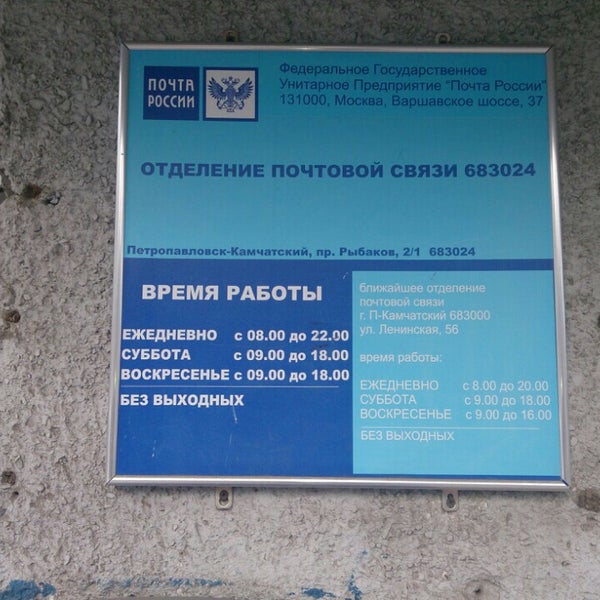 ПОЧТА
РОССИИ
Федеральное Государственное
Унитарное Предприятие "Почта России"
131000, Москва, Варшавское шоссе, 37
ОТДЕЛЕНИЕ ПОЧТОВОЙ СВЯЗИ 683024
Петропавловск-Камчатский, пр. Рыбаков, 2/1 683024
ВРЕМЯ РАБОТЫ
ЕЖЕДНЕВНО с 08.00 до 22.00
СУББОТА с 09.00 до 18.00
ВОСКРЕСЕНЬЕ с 09.00 до 18.00
БЕЗ ВЫХОДНЫХ
ближайшее отделение
почтовой связи
г. П-Камчатский 683000
ул. Ленинская, 56
время работы:
ЕЖЕДНЕВНО с 8.00 до 20.00
СУББОТА с 9.00 до 18.00
ВОСКРЕСЕНЬЕ с 9.00 до 16.00
БЕЗ ВЫХОДНЫХ